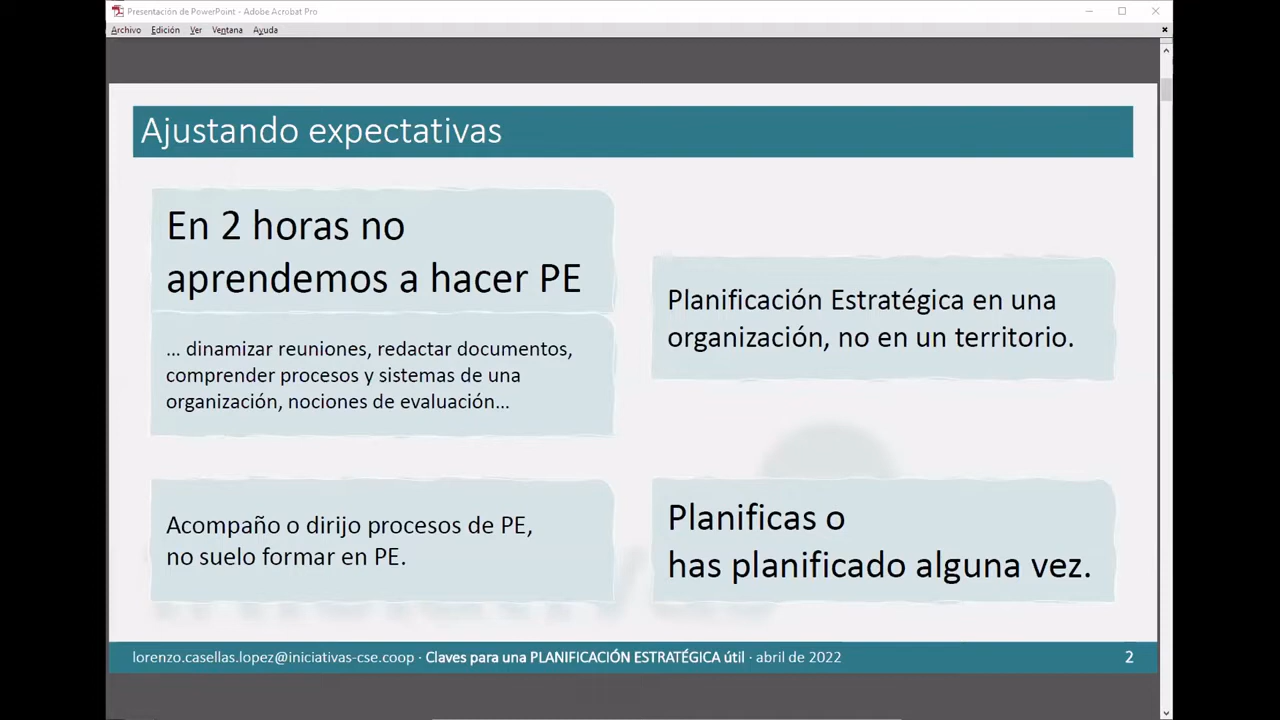 Presentación de PowerPoint - Adobe Acrobat Pro
Archivo Edición Ver Ventana Ayuda
Ajustando expectativas
En 2 horas no
aprendemos a hacer PE
... dinamizar reuniones, redactar documentos,
comprender procesos y sistemas de una
organización, nociones de evaluación...
Planificación Estratégica en una
organización, no en un territorio.
Acompaño o dirijo procesos de PE,
no suelo formar en PE.
Planificas o
has planificado alguna vez.
lorenzo.casellas.lopez@iniciativas-cse.coop · Claves para una PLANIFICACIÓN ESTRATÉGICA útil · abril de 2022
2